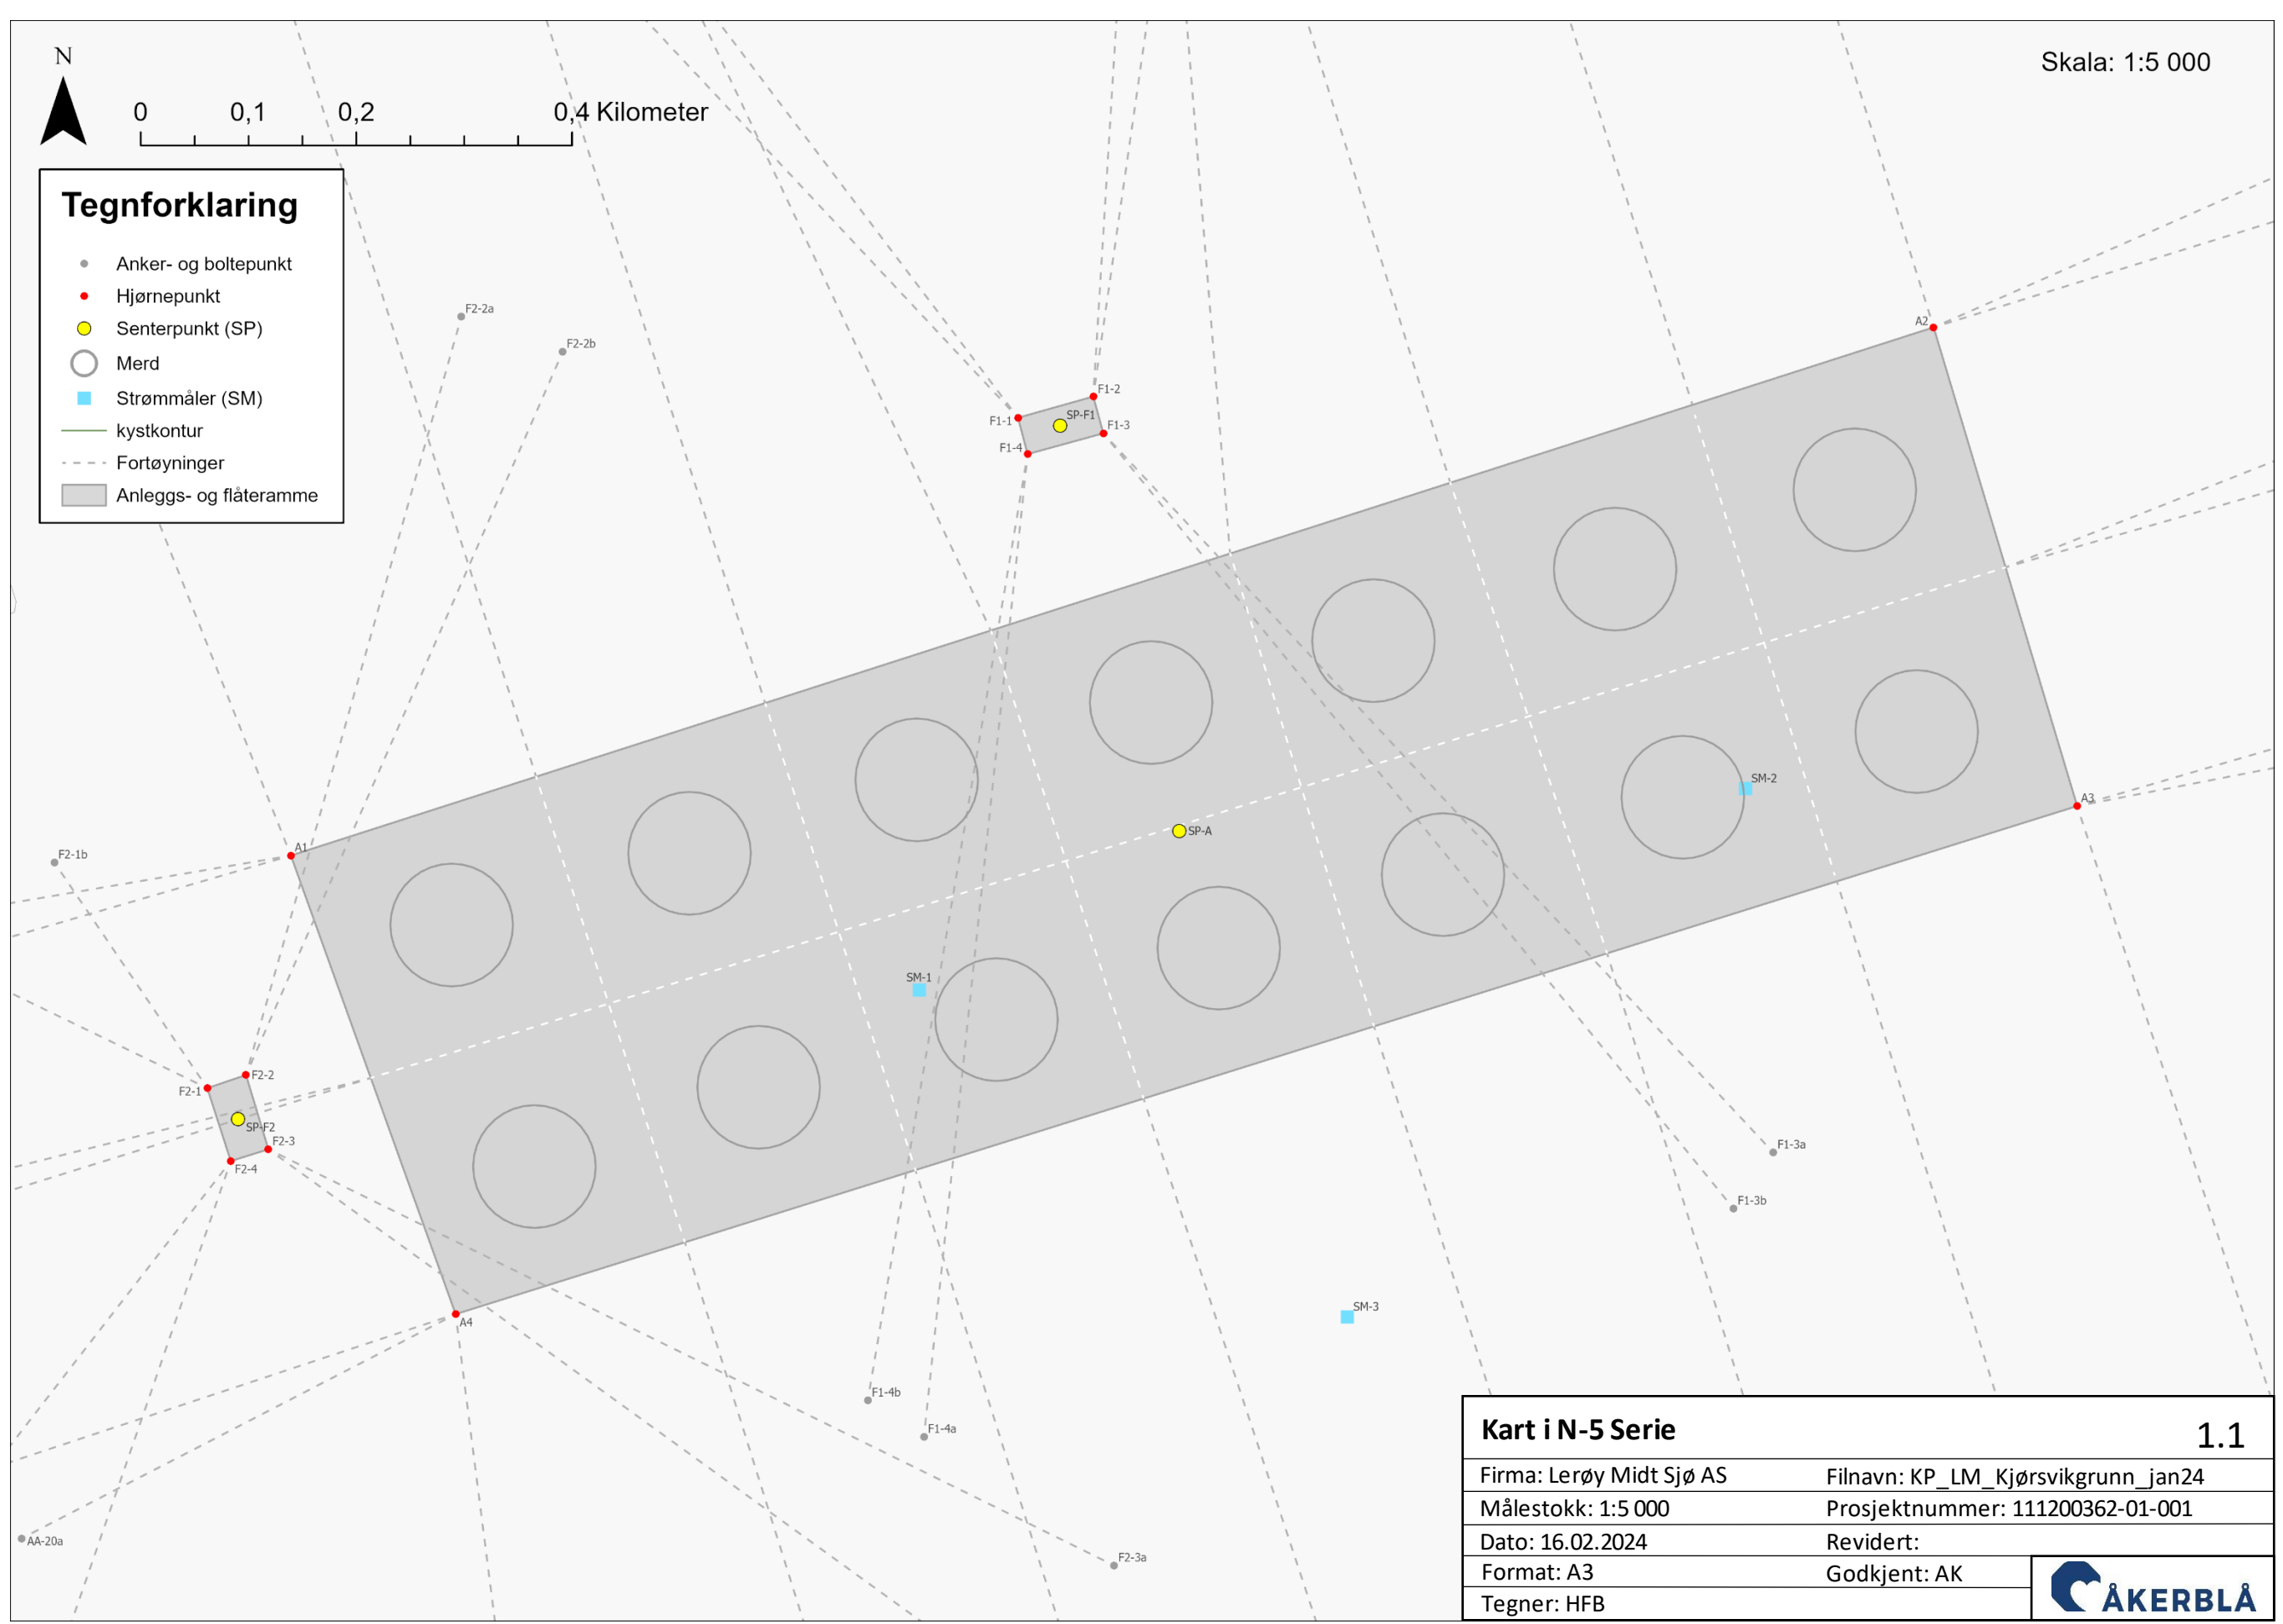 N
Skala: 1:5 000
0 0,1 0,2 0,4 Kilometer
Tegnforklaring
Anker- og boltepunkt
Hjørnepunkt
Senterpunkt (SP)
Merd
Strømmåler (SM)
kystkontur
Fortøyninger
Anleggs- og flåteramme
F2-2a
F2-2b
A2
F1-2
F1-1
SP-F1
F1-3
F1-4
SM-2
A3
SP-A
A1
F2-1b
SM-1
F2-2
F2-1
SP-F2
F2-3
F2-4
F1-3a
F1-3b
SM-3
A4
F1-4b
F1-4a
AA-20a
F2-3a
Kart i N-5 Serie 1.1
Firma: Lerøy Midt Sjø AS Filnavn: KP_LM_Kjørsvikgrunn_jan24
Målestokk: 1:5 000 Prosjektnummer: 111200362-01-001
Dato: 16.02.2024 Revidert:
Format: A3 Godkjent: AK
Tegner: HFB
ÅKERBLÅ